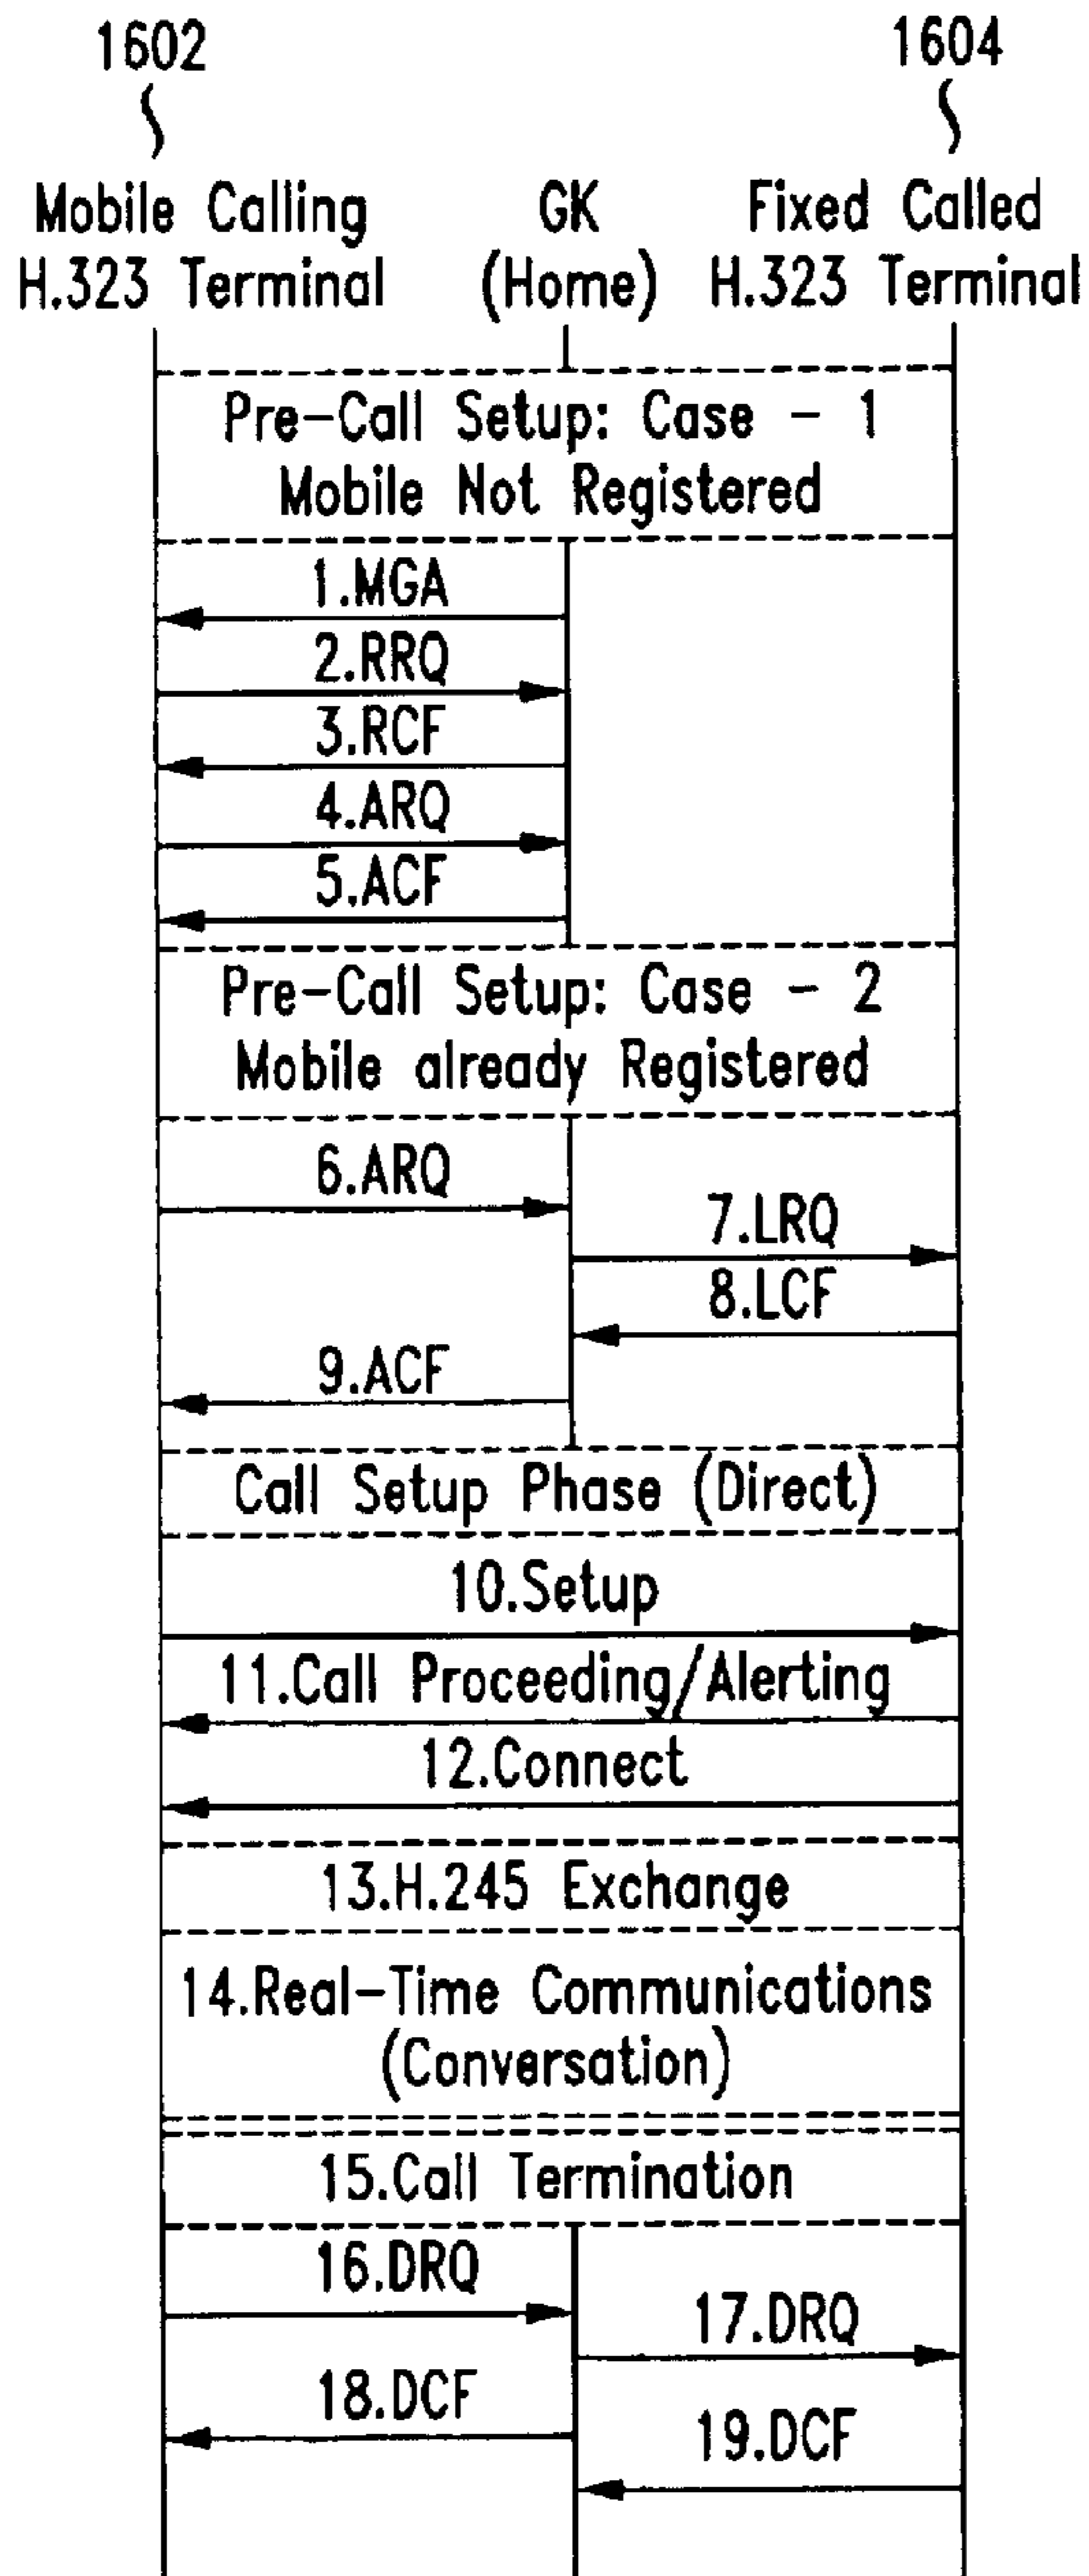 1602
1604
Mobile Calling
H.323 Terminal
GK
(Home)
Fixed Called
H.323 Terminal
Pre-Call Setup: Case - 1
Mobile Not Registered
1.MGA
2.RRQ
3.RCF
4.ARQ
5.ACF
Pre-Call Setup: Case - 2
Mobile already Registered
6.ARQ
7.LRQ
8.LCF
9.ACF
Call Setup Phase (Direct)
10.Setup
11.Call Proceeding/Alerting
12.Connect
13.H.245 Exchange
14.Real-Time Communications
(Conversation)
15.Call Termination
16.DRQ
17.DRQ
18.DCF
19.DCF